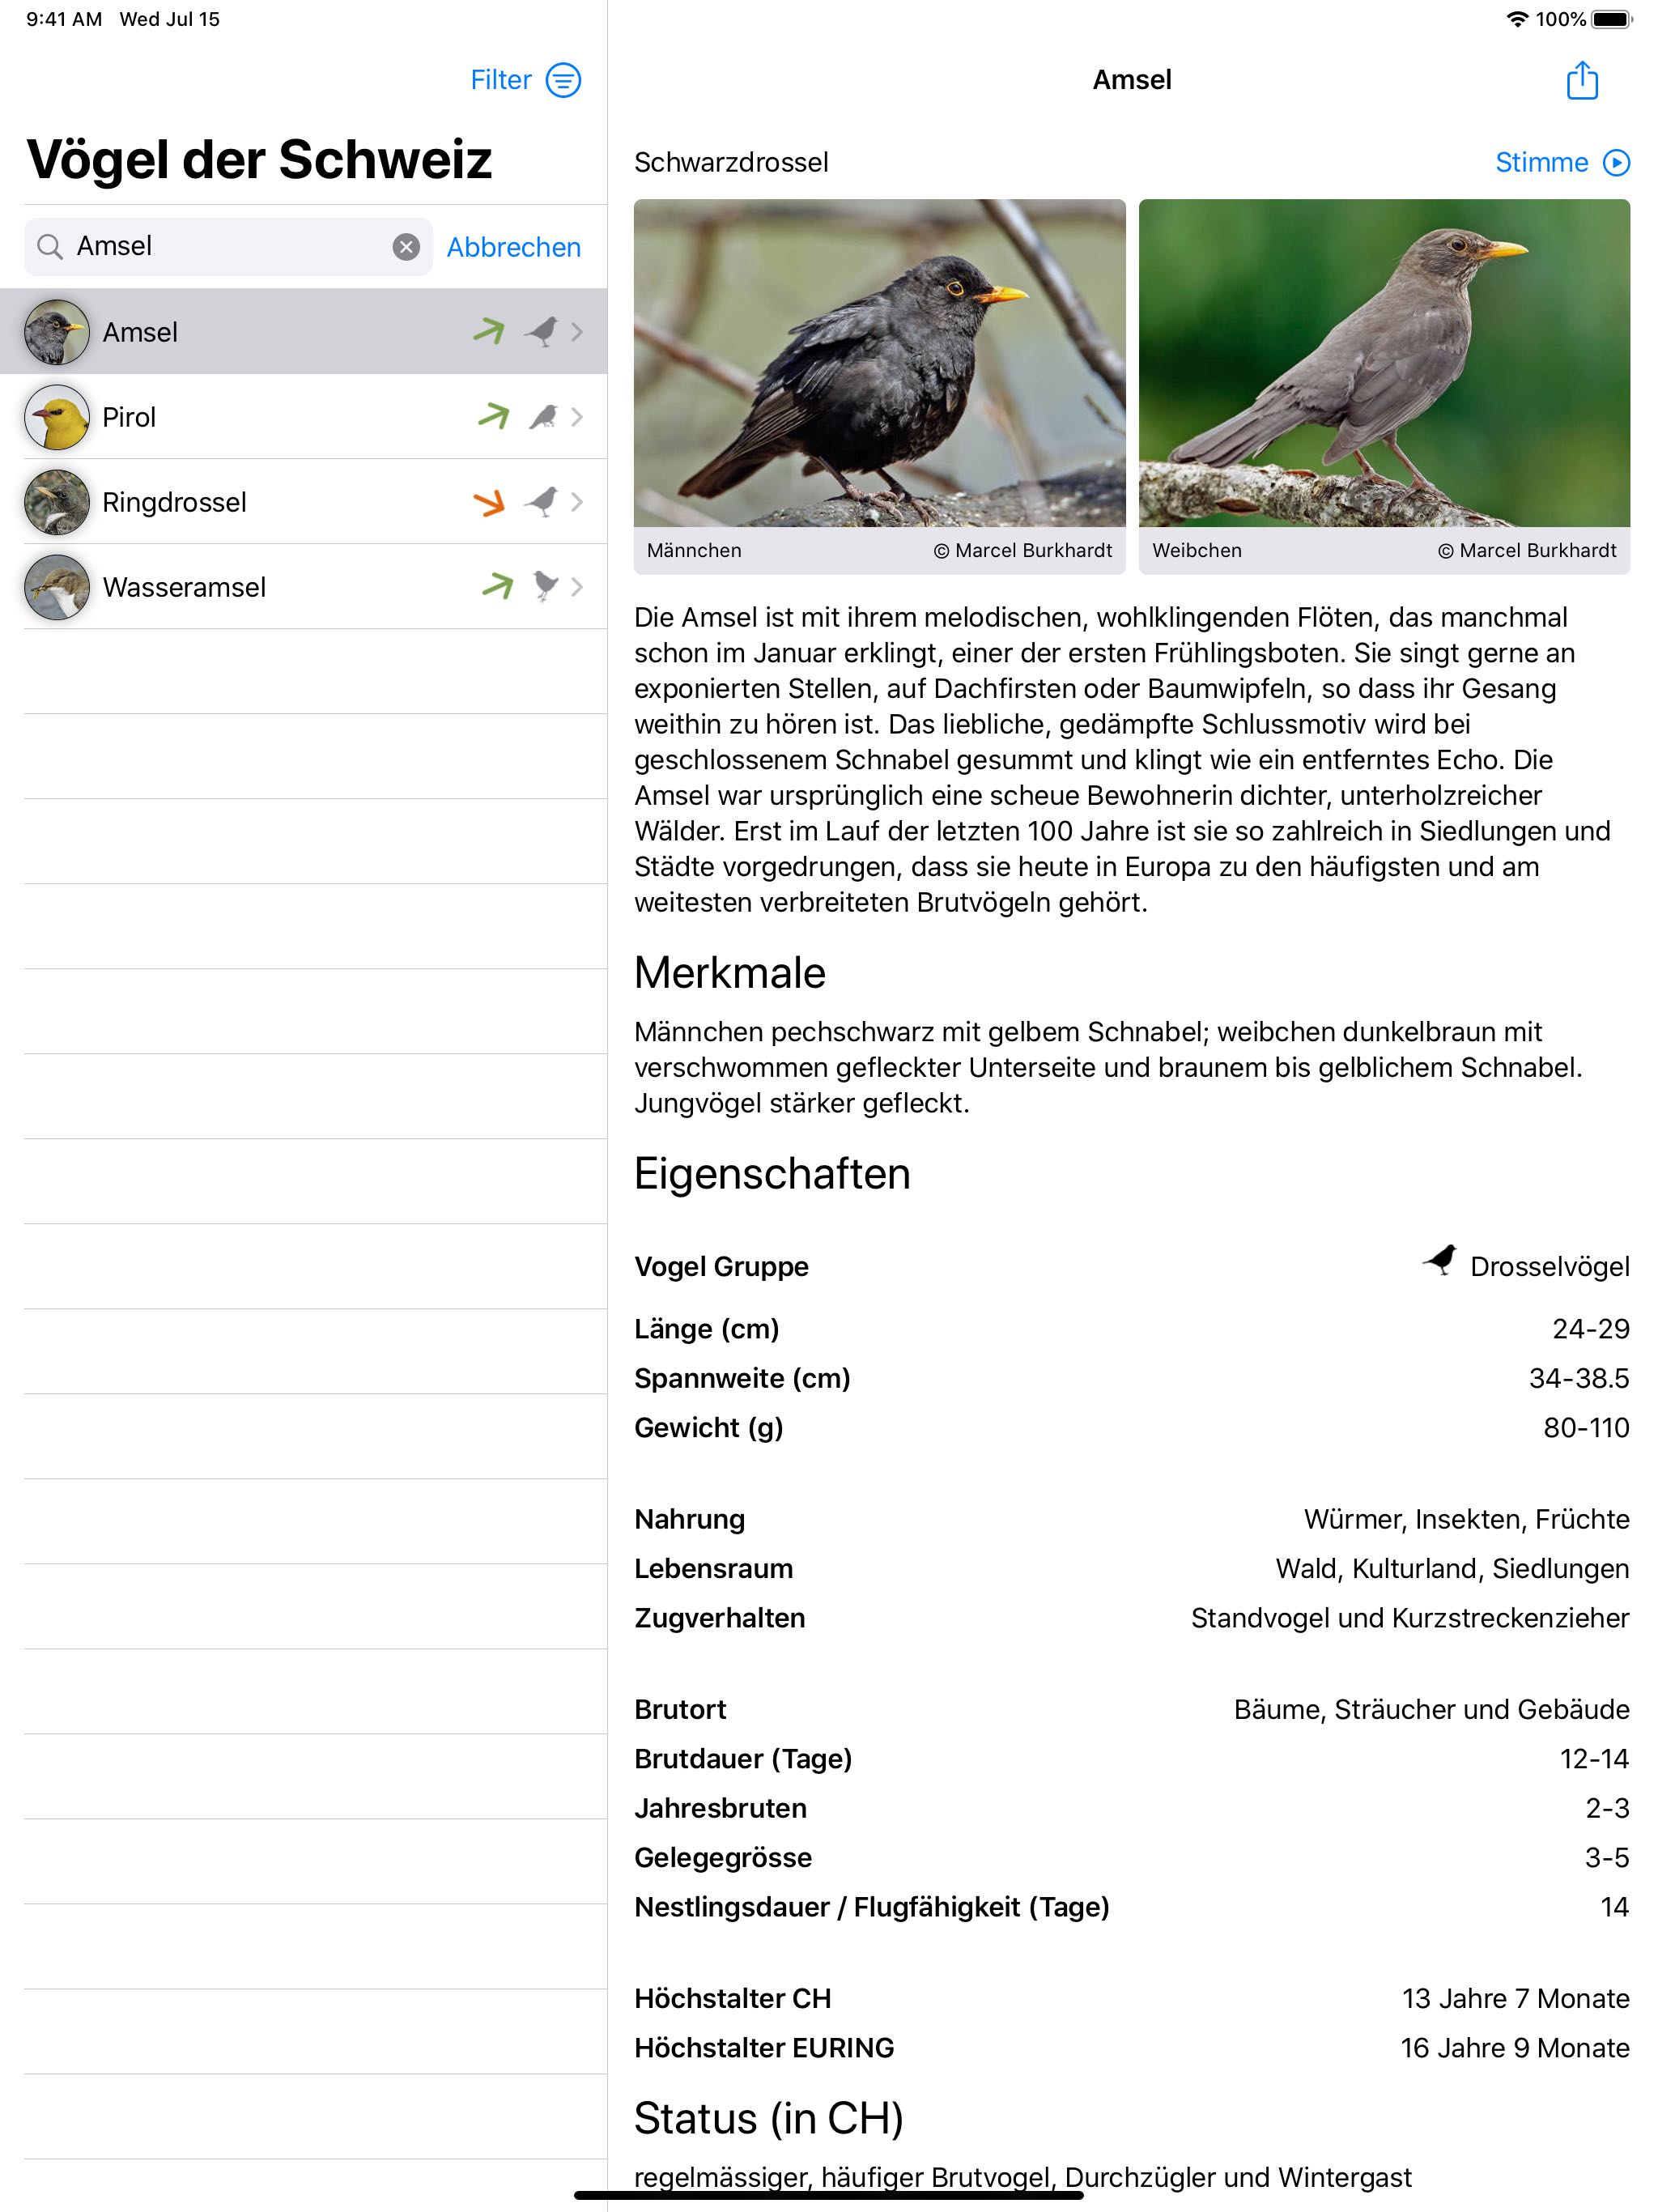 9:41 AM Wed Jul 15
100%
Filter
Vögel der Schweiz
Amsel
Abbrechen
Amsel
Pirol
Ringdrossel
Wasseramsel
Amsel
Schwarzdrossel
Stimme
Männchen
© Marcel Burkhardt
Weibchen
© Marcel Burkhardt
Die Amsel ist mit ihrem melodischen, wohlklingenden Flöten, das manchmal
schon im Januar erklingt, einer der ersten Frühlingsboten. Sie singt gerne an
exponierten Stellen, auf Dachfirsten oder Baumwipfeln, so dass ihr Gesang
weithin zu hören ist. Das liebliche, gedämpfte Schlussmotiv wird bei
geschlossenem Schnabel gesummt und klingt wie ein entferntes Echo. Die
Amsel war ursprünglich eine scheue Bewohnerin dichter, unterholzreicher
Wälder. Erst im Lauf der letzten 100 Jahre ist sie so zahlreich in Siedlungen und
Städte vorgedrungen, dass sie heute in Europa zu den häufigsten und am
weitesten verbreiteten Brutvögeln gehört.
Merkmale
Männchen pechschwarz mit gelbem Schnabel; weibchen dunkelbraun mit
verschwommen gefleckter Unterseite und braunem bis gelblichem Schnabel.
Jungvögel stärker gefleckt.
Eigenschaften
Vogel Gruppe Drosselvögel
Länge (cm) 24-29
Spannweite (cm) 34-38.5
Gewicht (g) 80-110
Nahrung Würmer, Insekten, Früchte
Lebensraum Wald, Kulturland, Siedlungen
Zugverhalten Standvogel und Kurzstreckenzieher
Brutort Bäume, Sträucher und Gebäude
Brutdauer (Tage) 12-14
Jahresbruten 2-3
Gelegegrösse 3-5
Nestlingsdauer / Flugfähigkeit (Tage) 14
Höchstalter CH 13 Jahre 7 Monate
Höchstalter EURING 16 Jahre 9 Monate
Status (in CH)
regelmässiger, häufiger Brutvogel, Durchzügler und Wintergast